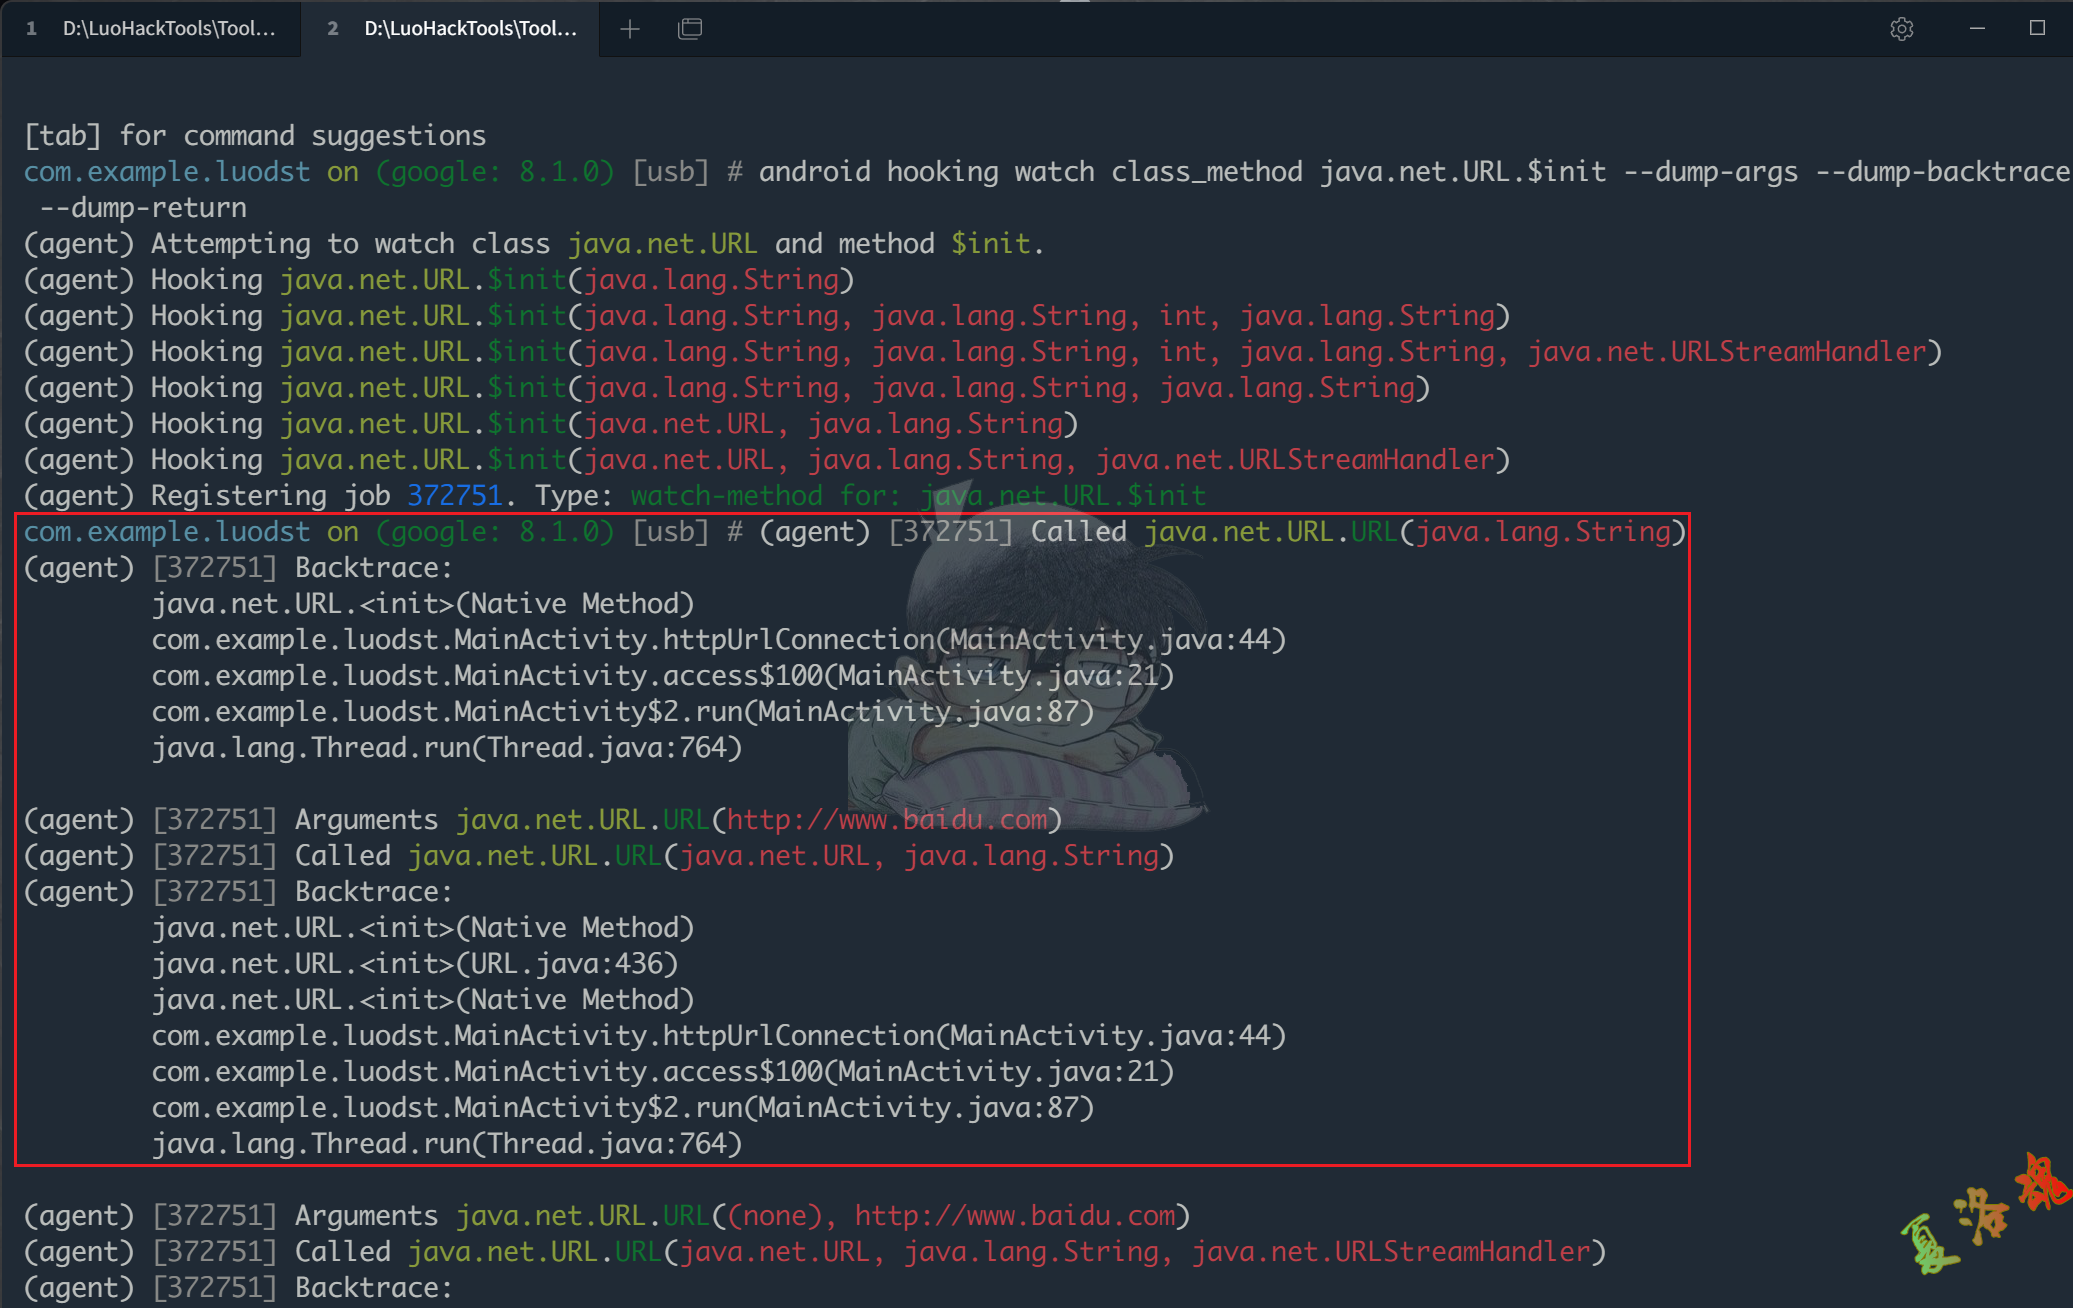 1 D:\LuoHackTools\Tool... 2 D:\LuoHackTools\Tool...
[tab] for command suggestions
com.example.luodst on (google: 8.1.0) [usb] # android hooking watch class_method java.net.URL.$init --dump-args --dump-backtrace
--dump-return
(agent) Attempting to watch class java.net.URL and method $init.
(agent) Hooking java.net.URL.$init(java.lang.String)
(agent) Hooking java.net.URL.$init(java.lang.String, java.lang.String, int, java.lang.String)
(agent) Hooking java.net.URL.$init(java.lang.String, java.lang.String, int, java.lang.String, java.net.URLStreamHandler)
(agent) Hooking java.net.URL.$init(java.lang.String, java.lang.String, java.lang.String)
(agent) Hooking java.net.URL.$init(java.net.URL, java.lang.String)
(agent) Hooking java.net.URL.$init(java.net.URL, java.lang.String, java.net.URLStreamHandler)
(agent) Registering job 372751. Type: watch-method for: java.net.URL.$init
com.example.luodst on (google: 8.1.0) [usb] # (agent) [372751] Called java.net.URL.URL(java.lang.String)
(agent) [372751] Backtrace:
java.net.URL.<init>(Native Method)
com.example.luodst.MainActivity.httpUrlConnection(MainActivity.java:44)
com.example.luodst.MainActivity.access$100(MainActivity.java:21)
com.example.luodst.MainActivity$2.run(MainActivity.java:87)
java.lang.Thread.run(Thread.java:764)
(agent) [372751] Arguments java.net.URL.URL(http://www.baidu.com)
(agent) [372751] Called java.net.URL.URL(java.net.URL, java.lang.String)
(agent) [372751] Backtrace:
java.net.URL.<init>(Native Method)
java.net.URL.<init>(URL.java:436)
java.net.URL.<init>(Native Method)
com.example.luodst.MainActivity.httpUrlConnection(MainActivity.java:44)
com.example.luodst.MainActivity.access$100(MainActivity.java:21)
com.example.luodst.MainActivity$2.run(MainActivity.java:87)
java.lang.Thread.run(Thread.java:764)
(agent) [372751] Arguments java.net.URL.URL((none), http://www.baidu.com)
(agent) [372751] Called java.net.URL.URL(java.net.URL, java.lang.String, java.net.URLStreamHandler)
(agent) [372751] Backtrace: